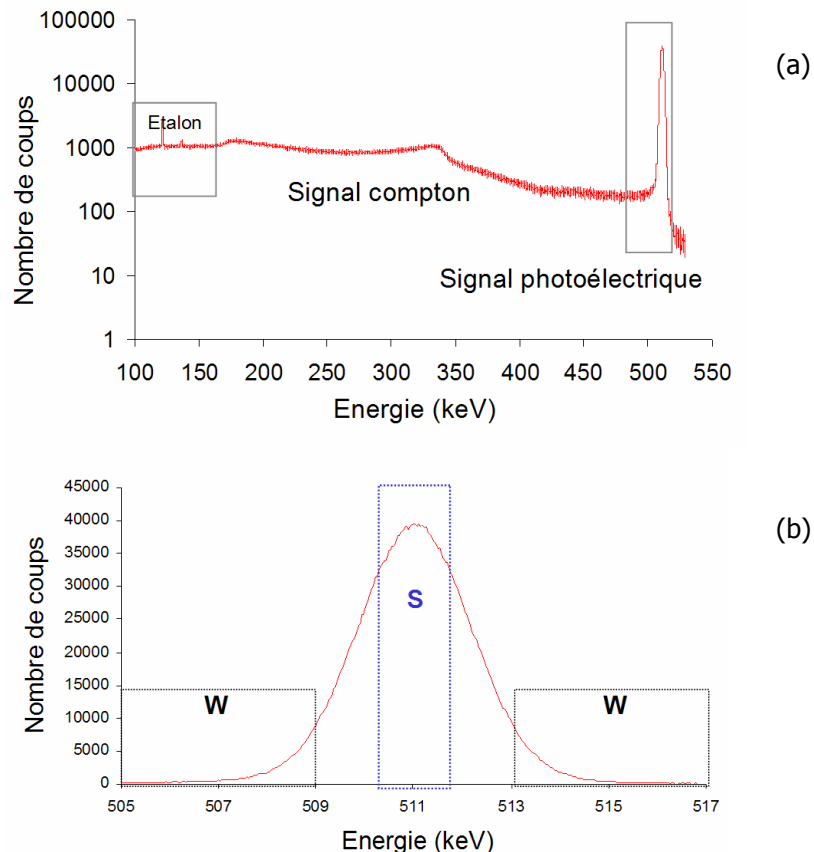 100000
10000
1000
100
10
1
Nombre de coups
Etalon
Signal compton
Signal photoélectrique
100 150 200 250 300 350 400 450 500 550
Energie (keV)
(a)
45000
40000
35000
30000
25000
20000
15000
10000
5000
0
Nombre de coups
S
W W
505 507 509 511 513 515 517
Energie (keV)
(b)